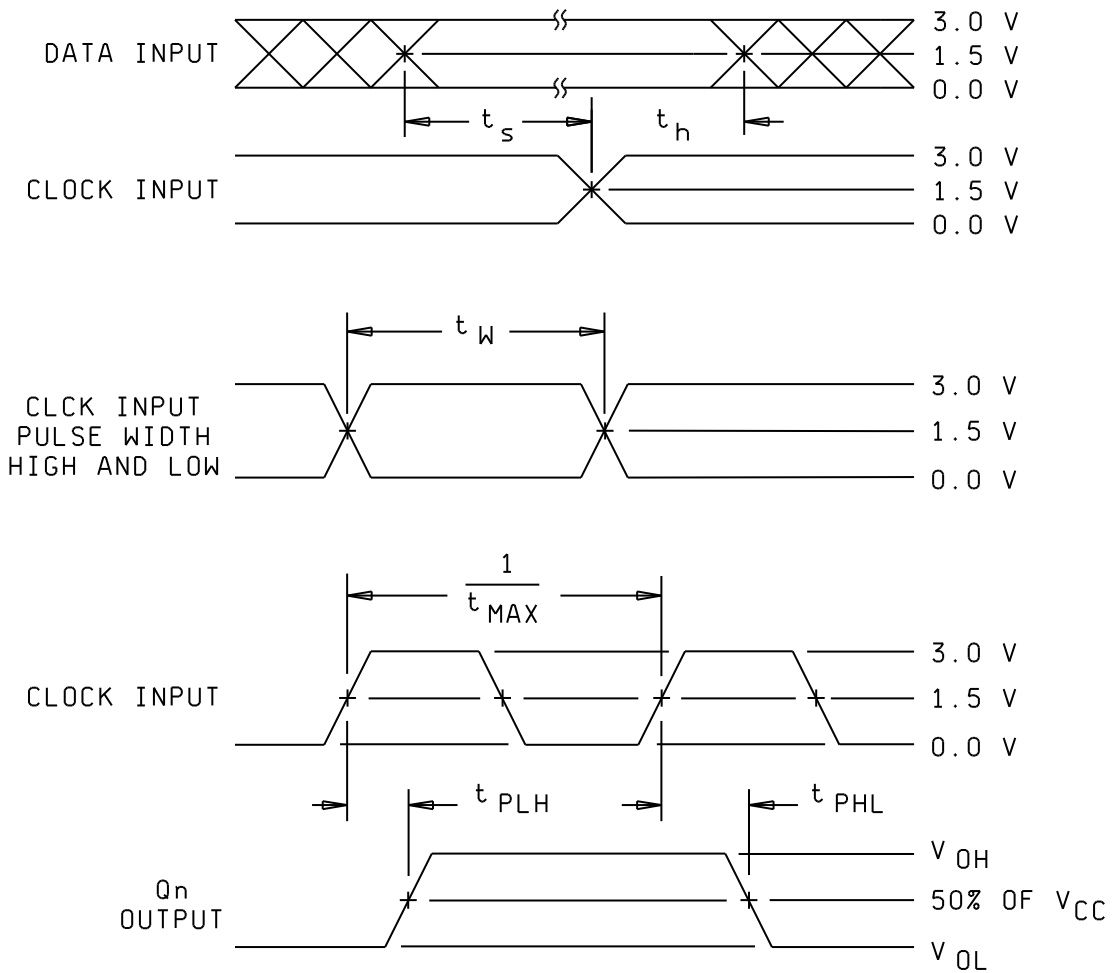 3.0 V
DATA INPUT
1.5 V
0.0 V
t s
t h
3.0 V
CLOCK INPUT
1.5 V
0.0 V
t W
3.0 V
CLCK INPUT
1.5 V
PULSE WIDTH
HIGH AND LOW
0.0 V
1
t MAX
3.0 V
CLOCK INPUT
1.5 V
0.0 V
t PLH
t PHL
V OH
Qn
OUTPUT
50% OF V CC
V OL